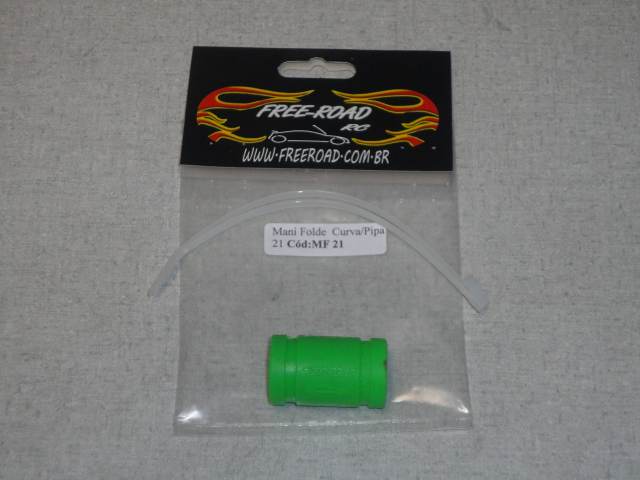 FREE-ROAD
RC
WWW.FREEROAD.COM.BR
Mani Folde Curva/Pipa
21 Cód:MF 21